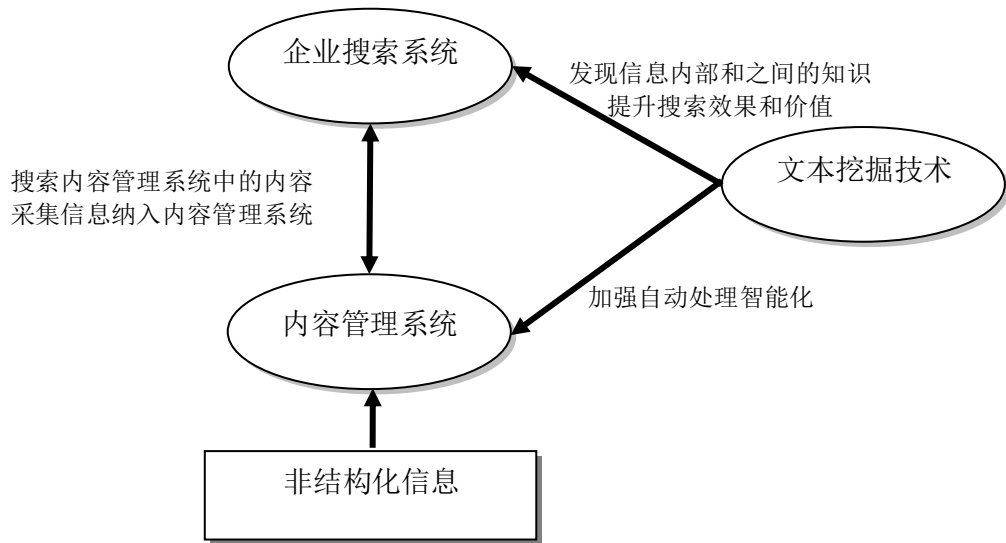 企业搜索系统
发现信息内部和之间的知识
提升搜索效果和价值
文本挖掘技术
搜索内容管理系统中的内容
采集信息纳入内容管理系统
加强自动处理智能化
内容管理系统
非结构化信息